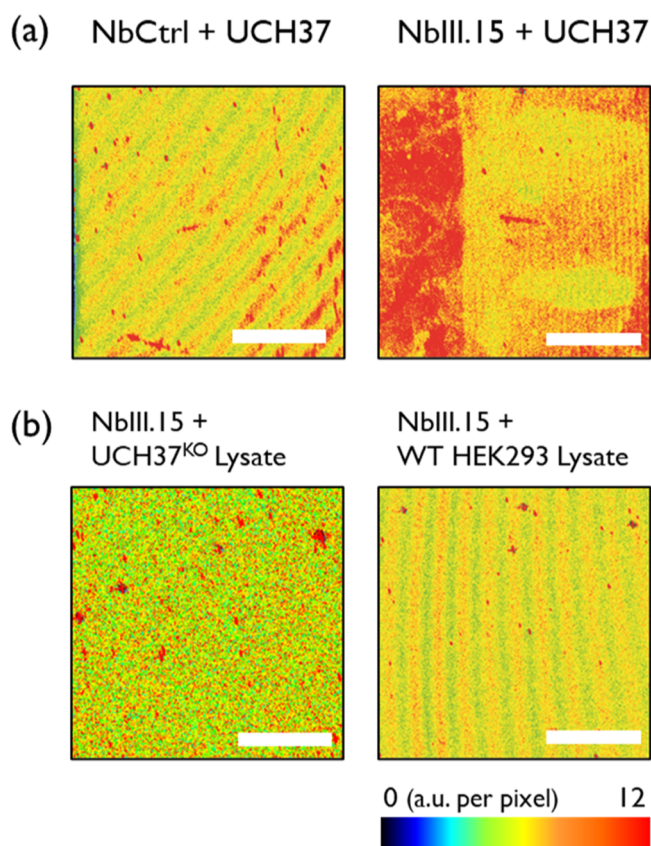 (a)
NbCtrl + UCH37
NbIII.15 + UCH37
(b)
NbIII.15 +
UCH37ᴷᴼ Lysate
NbIII.15 +
WT HEK293 Lysate
0 (a.u. per pixel) 12